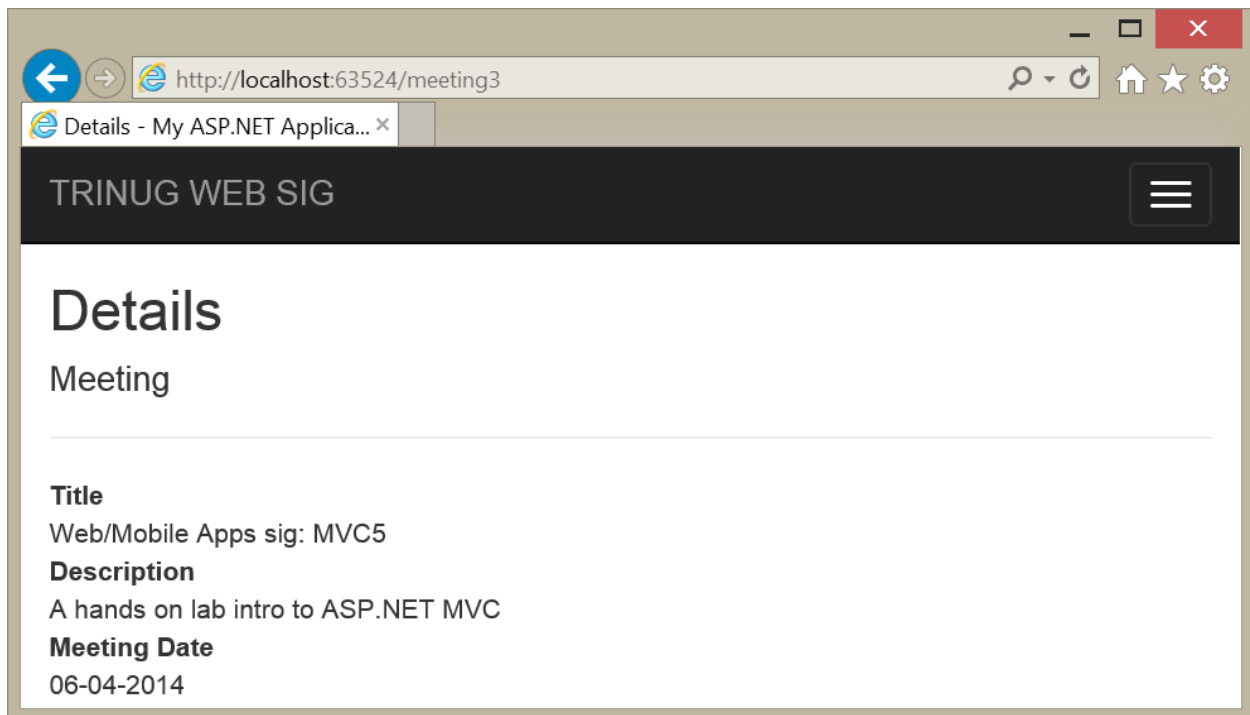 http://localhost:63524/meeting3
Details - My ASP.NET Applica...
TRINUG WEB SIG
Details
Meeting
Title
Web/Mobile Apps sig: MVC5
Description
A hands on lab intro to ASP.NET MVC
Meeting Date
06-04-2014